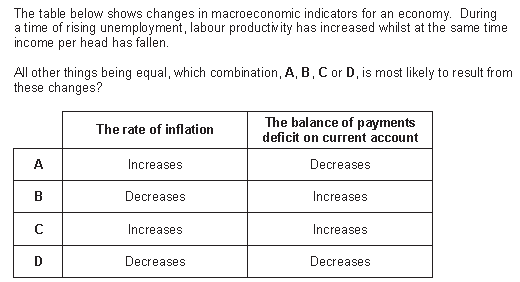 The table below shows changes in macroeconomic indicators for an economy. During
a time of rising unemployment, labour productivity has increased whilst at the same time
income per head has fallen.
All other things being equal, which combination, A, B, C or D, is most likely to result from
these changes?
The rate of inflation
The balance of payments
deficit on current account
A Increases Decreases
B Decreases Increases
C Increases Increases
D Decreases Decreases